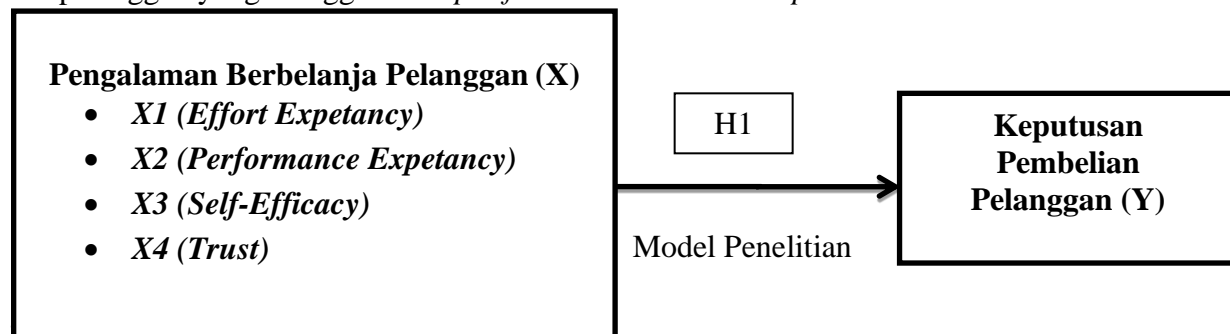 Pengalaman Berbelanja Pelanggan (X)
• X1 (Effort Expetancy)
• X2 (Performance Expetancy)
• X3 (Self-Efficacy)
• X4 (Trust)
H1
Model Penelitian
Keputusan
Pembelian
Pelanggan (Y)